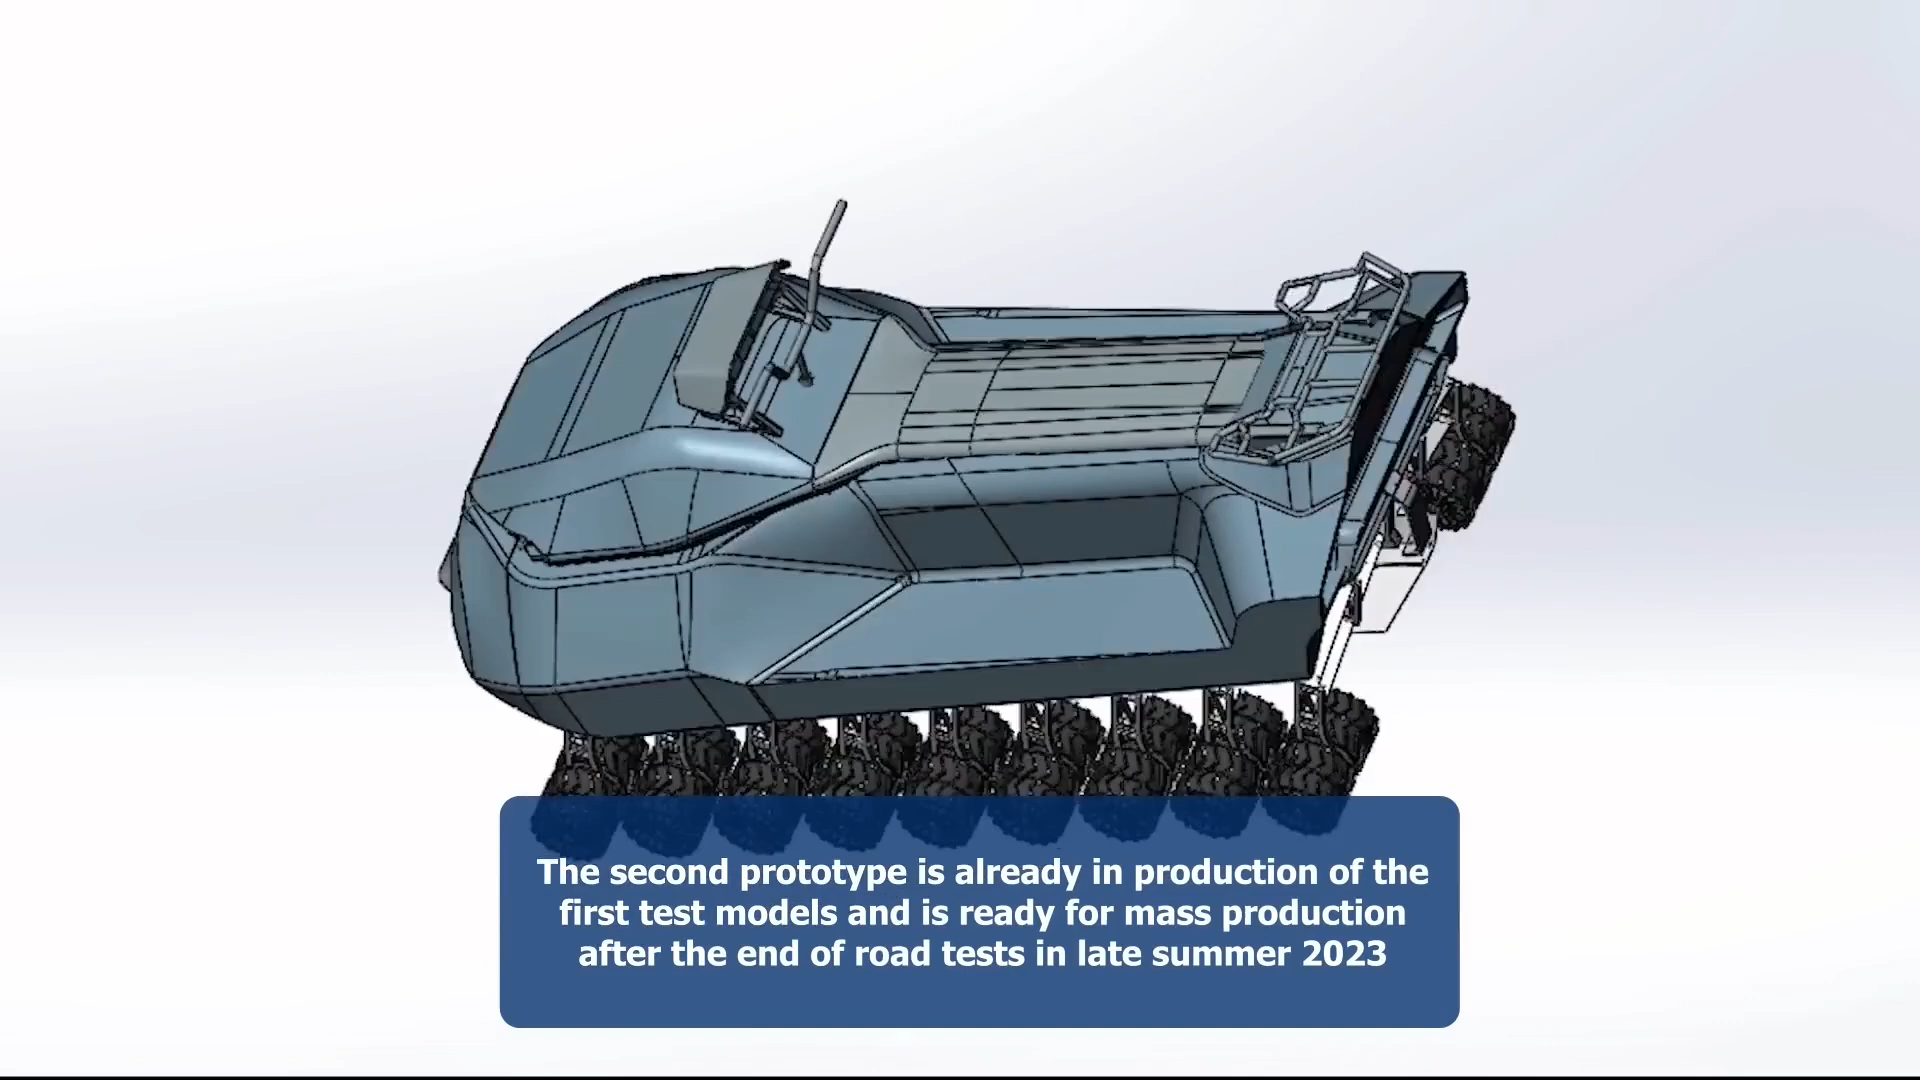 The second prototype is already in production of the
first test models and is ready for mass production
after the end of road tests in late summer 2023